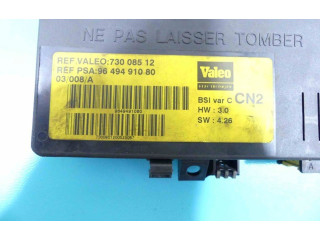 NE PAS LAISSER TOMBER
REF.VALEO:730 085 12
REF PSA:96 494 910 80
03/008/A
Valeo
BSI var C CN2
HW : 3.0
SW : 4.26
A